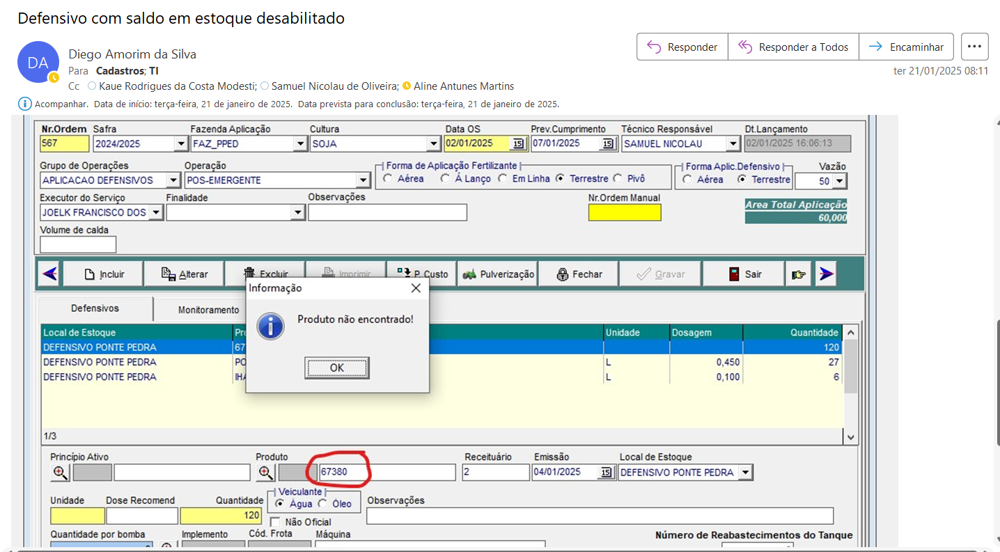 Defensivo com saldo em estoque desabilitado
DA
Diego Amorim da Silva
Para Cadastros; TI
Cc Kaue Rodrigues da Costa Modesti; Samuel Nicolau de Oliveira; Aline Antunes Martins
Responder Responder a Todos Encaminhar
ter 21/01/2025 08:11
Acompanhar. Data de início: terça-feira, 21 de janeiro de 2025. Data prevista para conclusão: terça-feira, 21 de janeiro de 2025.
Nr.Ordem Safra Fazenda Aplicação Cultura Data OS Prev.Cumprimento Técnico Responsável Dt.Lançamento
567 2024/2025 FAZ_PPED SOJA 02/01/2025 15 07/01/2025 15 SAMUEL NICOLAU 02/01/2025 16:06:13
Grupo de Operações Operação Forma de Aplicação Fertilizante Forma Aplic.Defensivo Vazão
APLICACAO DEFENSIVOS POS-EMERGENTE Aérea Á Lanço Em Linha Terrestre Pivô Aérea Terrestre 50
Executor do Serviço Finalidade Observações Nr.Ordem Manual
JOELK FRANCISCO DOS
Area Total Aplicação
60,000
Volume de calda
Incluir Alterar Excluir Imprimir P. Custo Pulverização Fechar Gravar Sair
Informação
Produto não encontrado!
OK
Defensivos Monitoramento
Local de Estoque Pr Unidade Dosagem Quantidade
DEFENSIVO PONTE PEDRA 67 120
DEFENSIVO PONTE PEDRA PO L 0,450 27
DEFENSIVO PONTE PEDRA IHA L 0,100 6
1/3
Princípio Ativo Produto Receituário Emissão Local de Estoque
67380 2 04/01/2025 15 DEFENSIVO PONTE PEDRA
Unidade Dose Recomend Quantidade Veiculante Observações
120 Água Óleo
Não Oficial
Quantidade por bomba Implemento Cód. Frota Máquina Número de Reabastecimentos do Tanque